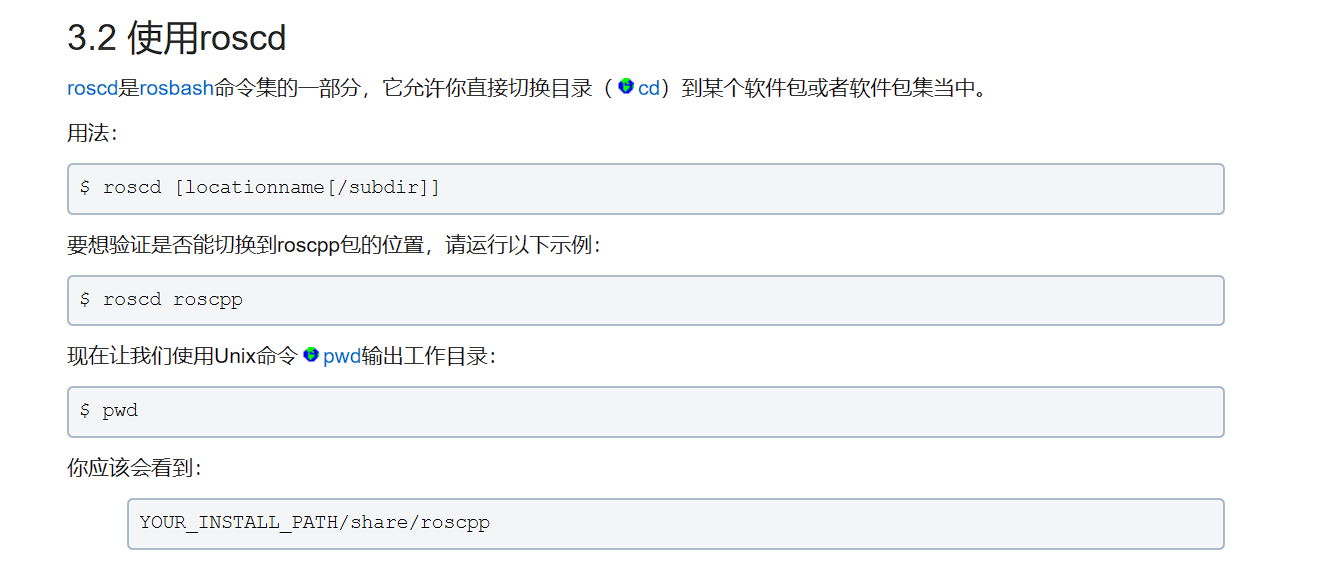 3.2 使用roscd
roscd是rosbash命令集的一部分，它允许你直接切换目录（cd）到某个软件包或者软件包集当中。
用法：
$ roscd [locationname[/subdir]]
要想验证是否能切换到roscpp包的位置，请运行以下示例：
$ roscd roscpp
现在让我们使用Unix命令 pwd输出工作目录：
$ pwd
你应该会看到：
YOUR_INSTALL_PATH/share/roscpp